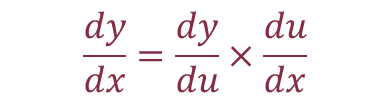 dy/dx = dy/du × du/dx